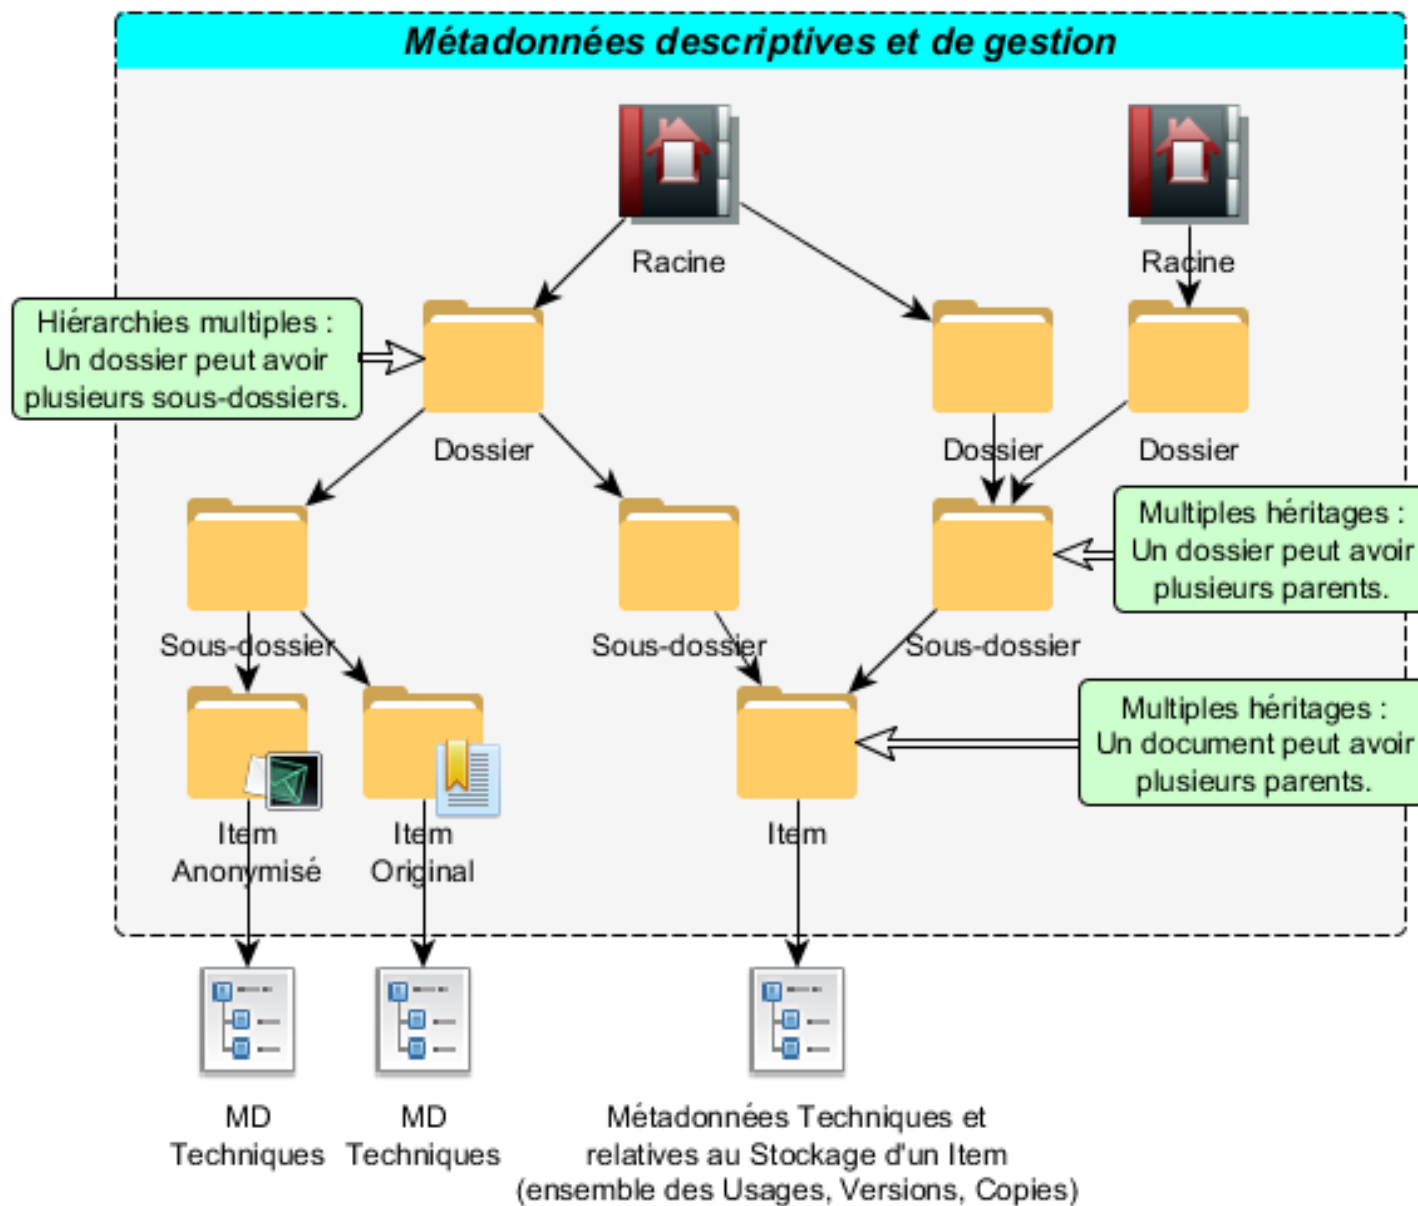 Métadonnées descriptives et de gestion
Racine
Racine
Hiérarchies multiples :
Un dossier peut avoir
plusieurs sous-dossiers.
Dossier
Dossier
Dossier
Multiples héritages :
Un dossier peut avoir
plusieurs parents.
Sous-dossier
Sous-dossier
Sous-dossier
Multiples héritages :
Un document peut avoir
plusieurs parents.
Item
Anonymisé
Item
Original
Item
MD
Techniques
MD
Techniques
Métadonnées Techniques et
relatives au Stockage d'un Item
(ensemble des Usages, Versions, Copies)